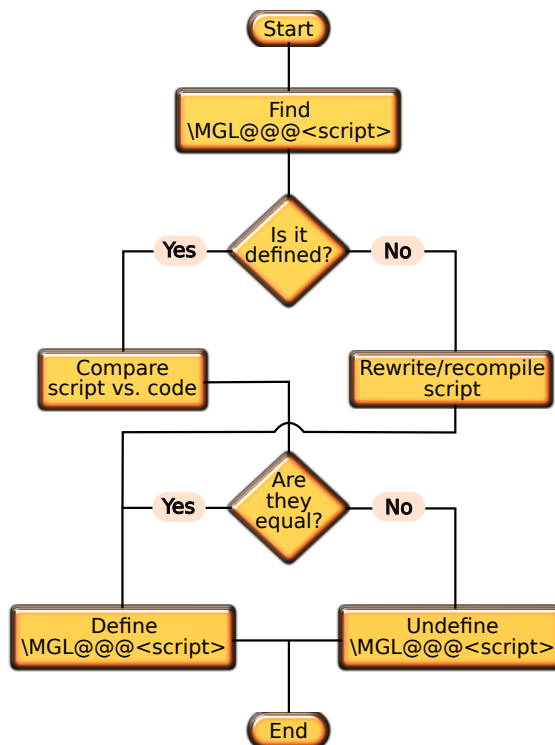 Start
Find
\MGL@@@<script>
Is it
defined?
Yes
No
Compare
script vs. code
Rewrite/recompile
script
Are
they
equal?
Yes
No
Define
\MGL@@@<script>
Undefine
\MGL@@@<script>
End